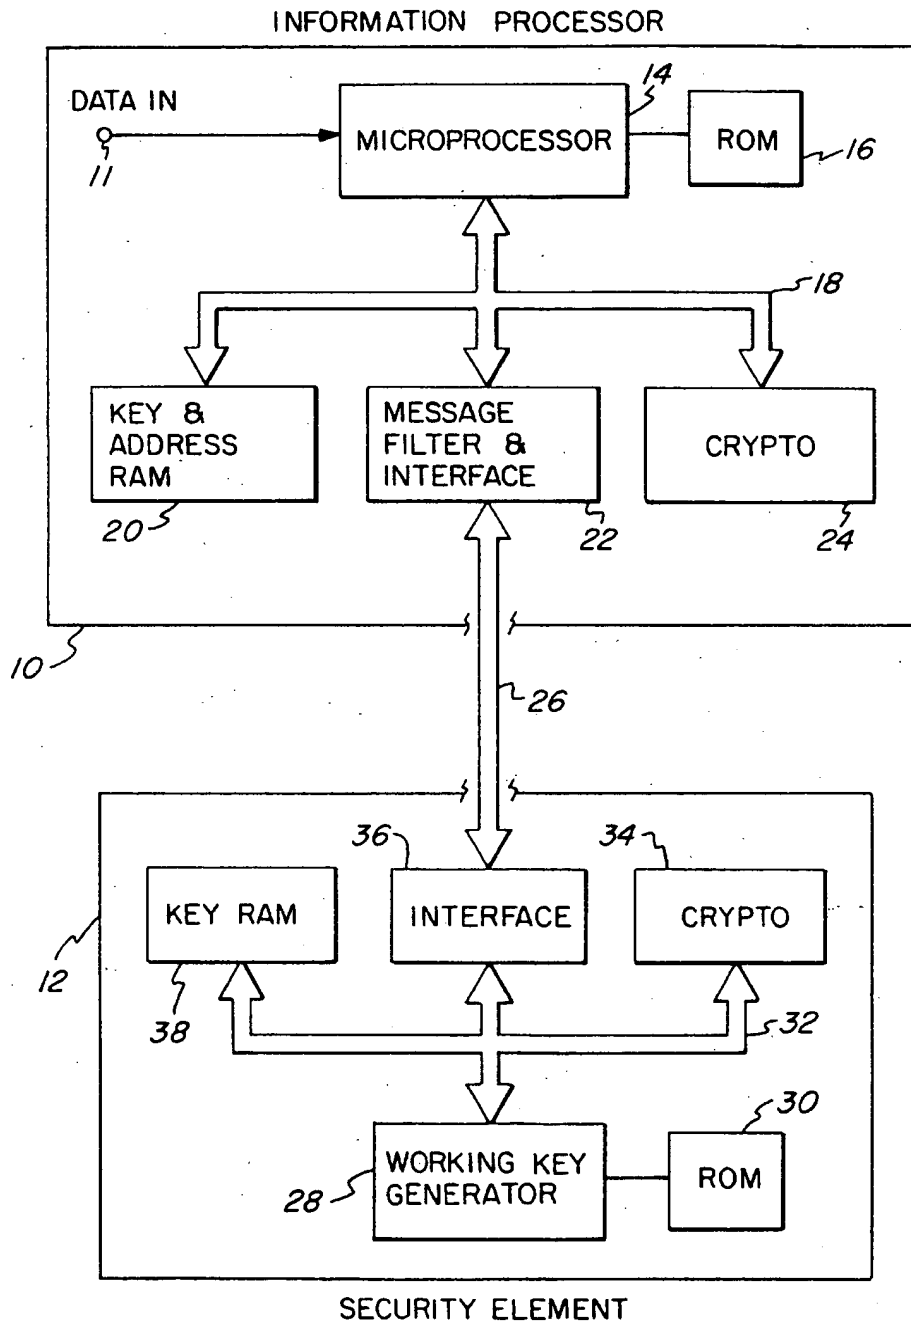 INFORMATION PROCESSOR
DATA IN
11
MICROPROCESSOR
14
ROM
16
18
KEY &
ADDRESS
RAM
20
MESSAGE
FILTER &
INTERFACE
22
CRYPTO
24
10
26
36
34
KEY RAM
INTERFACE
CRYPTO
12
38
32
30
WORKING KEY
GENERATOR
28
ROM
SECURITY ELEMENT